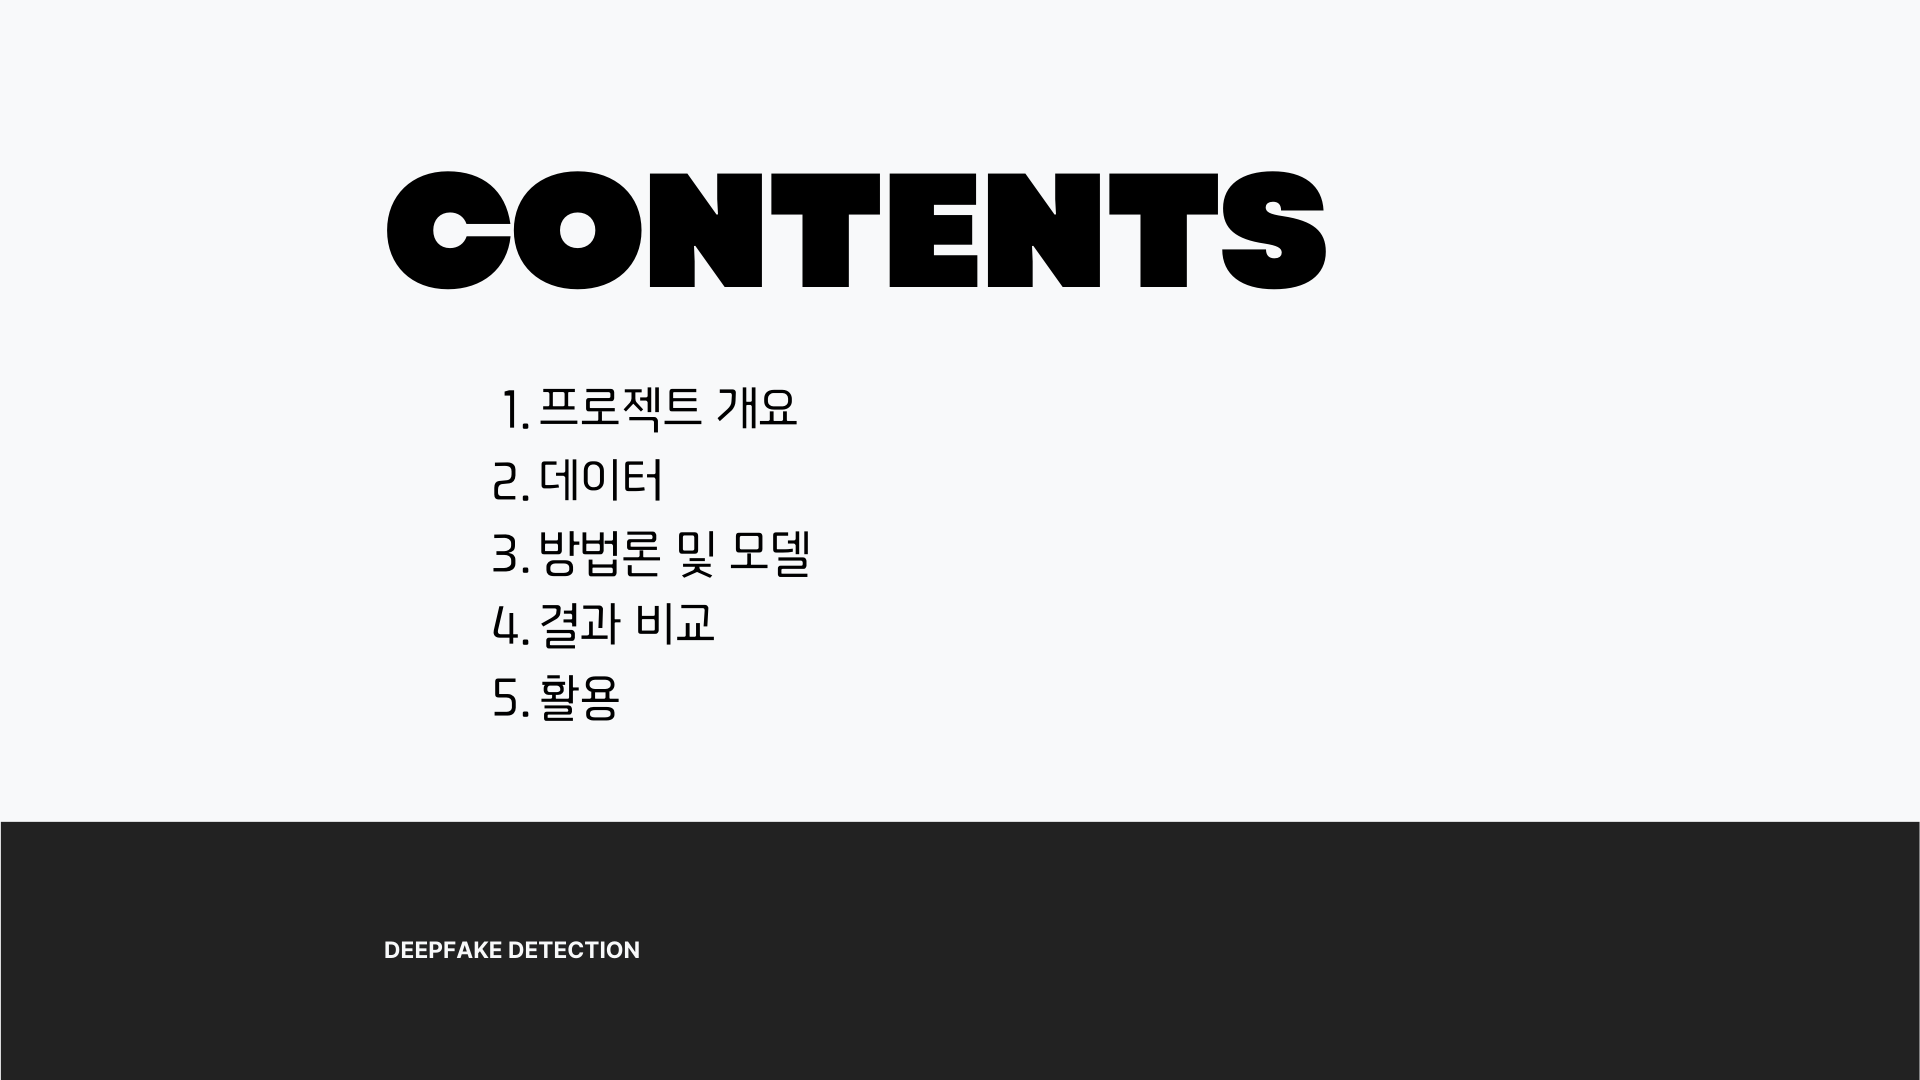 CONTENTS
1. 프로젝트 개요
2. 데이터
3. 방법론 및 모델
4. 결과 비교
5. 활용
DEEPFAKE DETECTION